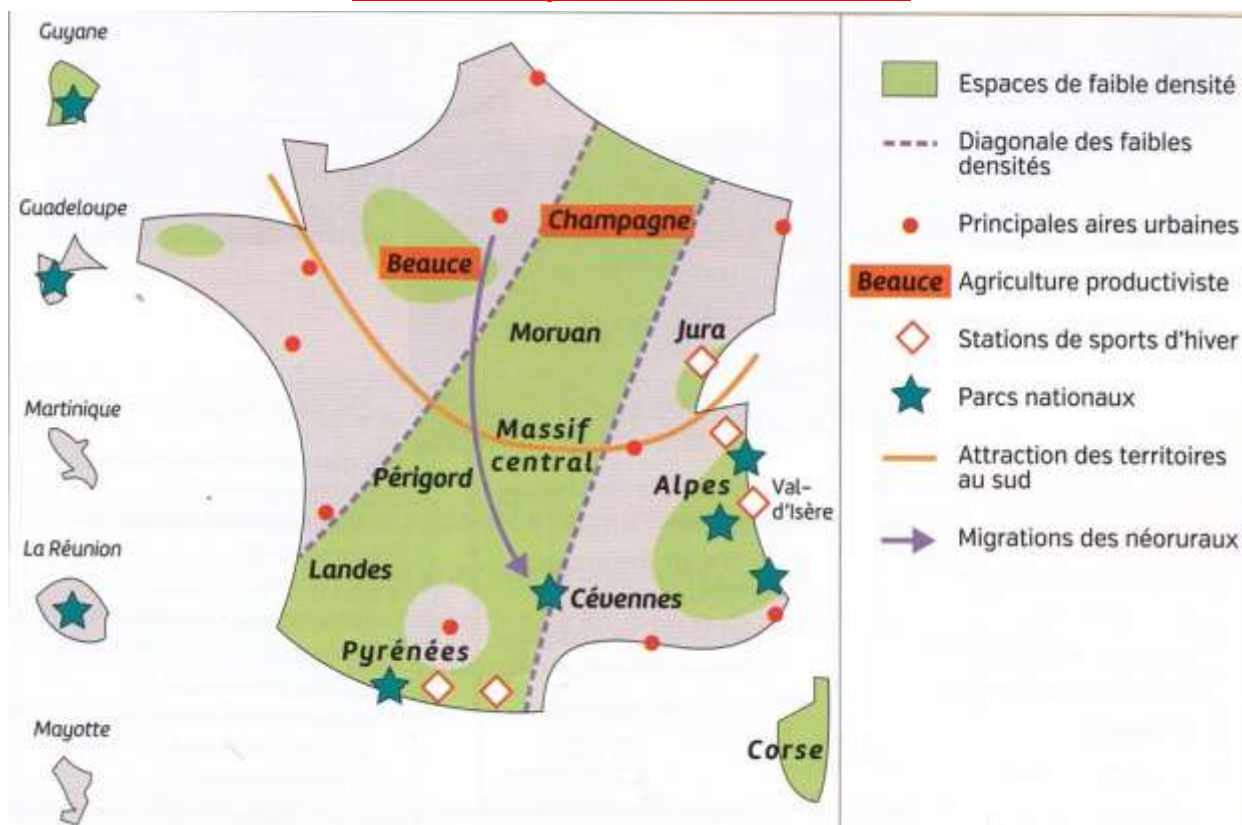 Guyane
Guadeloupe
Martinique
La Réunion
Mayotte
Champagne
Beauce
Morvan
Jura
Massif
central
Périgord
Alpes
Val-
d'Isère
Landes
Cévennes
Pyrénées
Corse
Espaces de faible densité
Diagonale des faibles
densités
Principales aires urbaines
Beauce Agriculture productiviste
Stations de sports d'hiver
Parcs nationaux
Attraction des territoires
au sud
Migrations des néoruraux